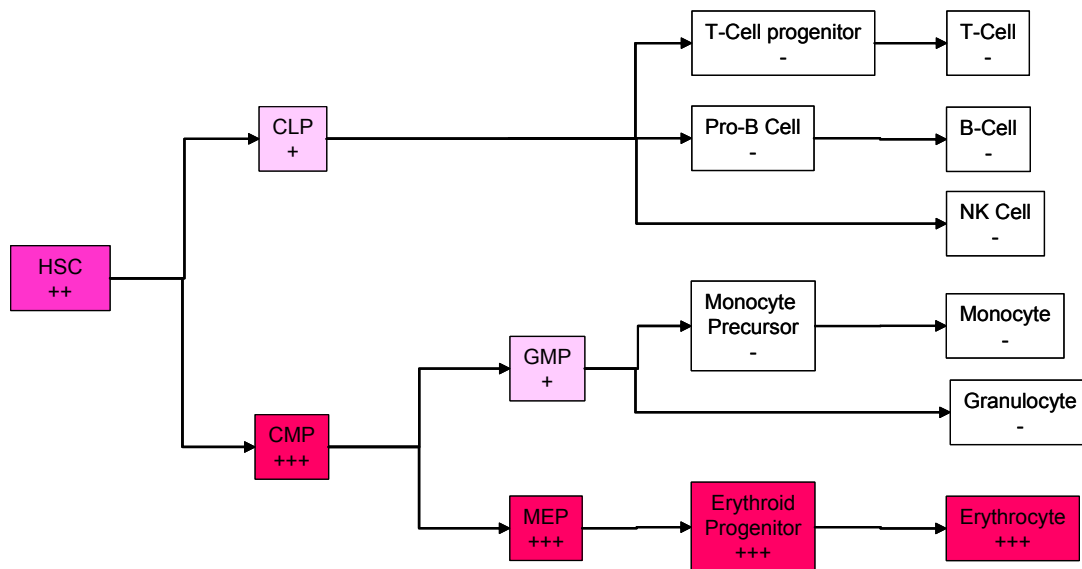 T-Cell progenitor
-
T-Cell
-
CLP
+
Pro-B Cell
-
B-Cell
-
NK Cell
-
HSC
++
Monocyte
Precursor
-
Monocyte
-
GMP
+
Granulocyte
-
CMP
+++
MEP
+++
Erythroid
Progenitor
+++
Erythrocyte
+++